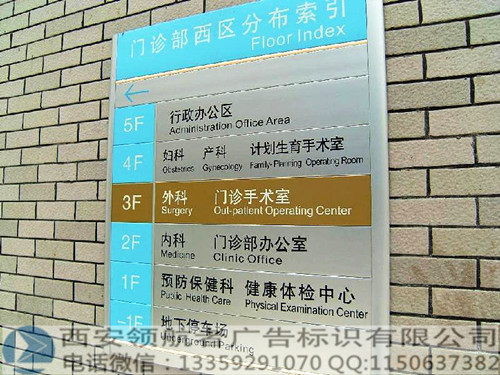 门诊部西区分布索引
Floor Index
5F 行政办公区
Administration Office Area
4F 妇科 产科 计划生育手术室
Obstetrees Gynecology Family-Planning Operating Room
3F 外科 门诊手术室
Surgery Out-patient Operating Center
2F 内科 门诊部办公室
Medicine Clinic Office
1F 预防保健科 健康体检中心
Public Health Care Physical Examination Center
-1F 地下停车场
Underground Parking
西安领航广告标识有限公司
电话微信：13359291070 QQ:1150637382